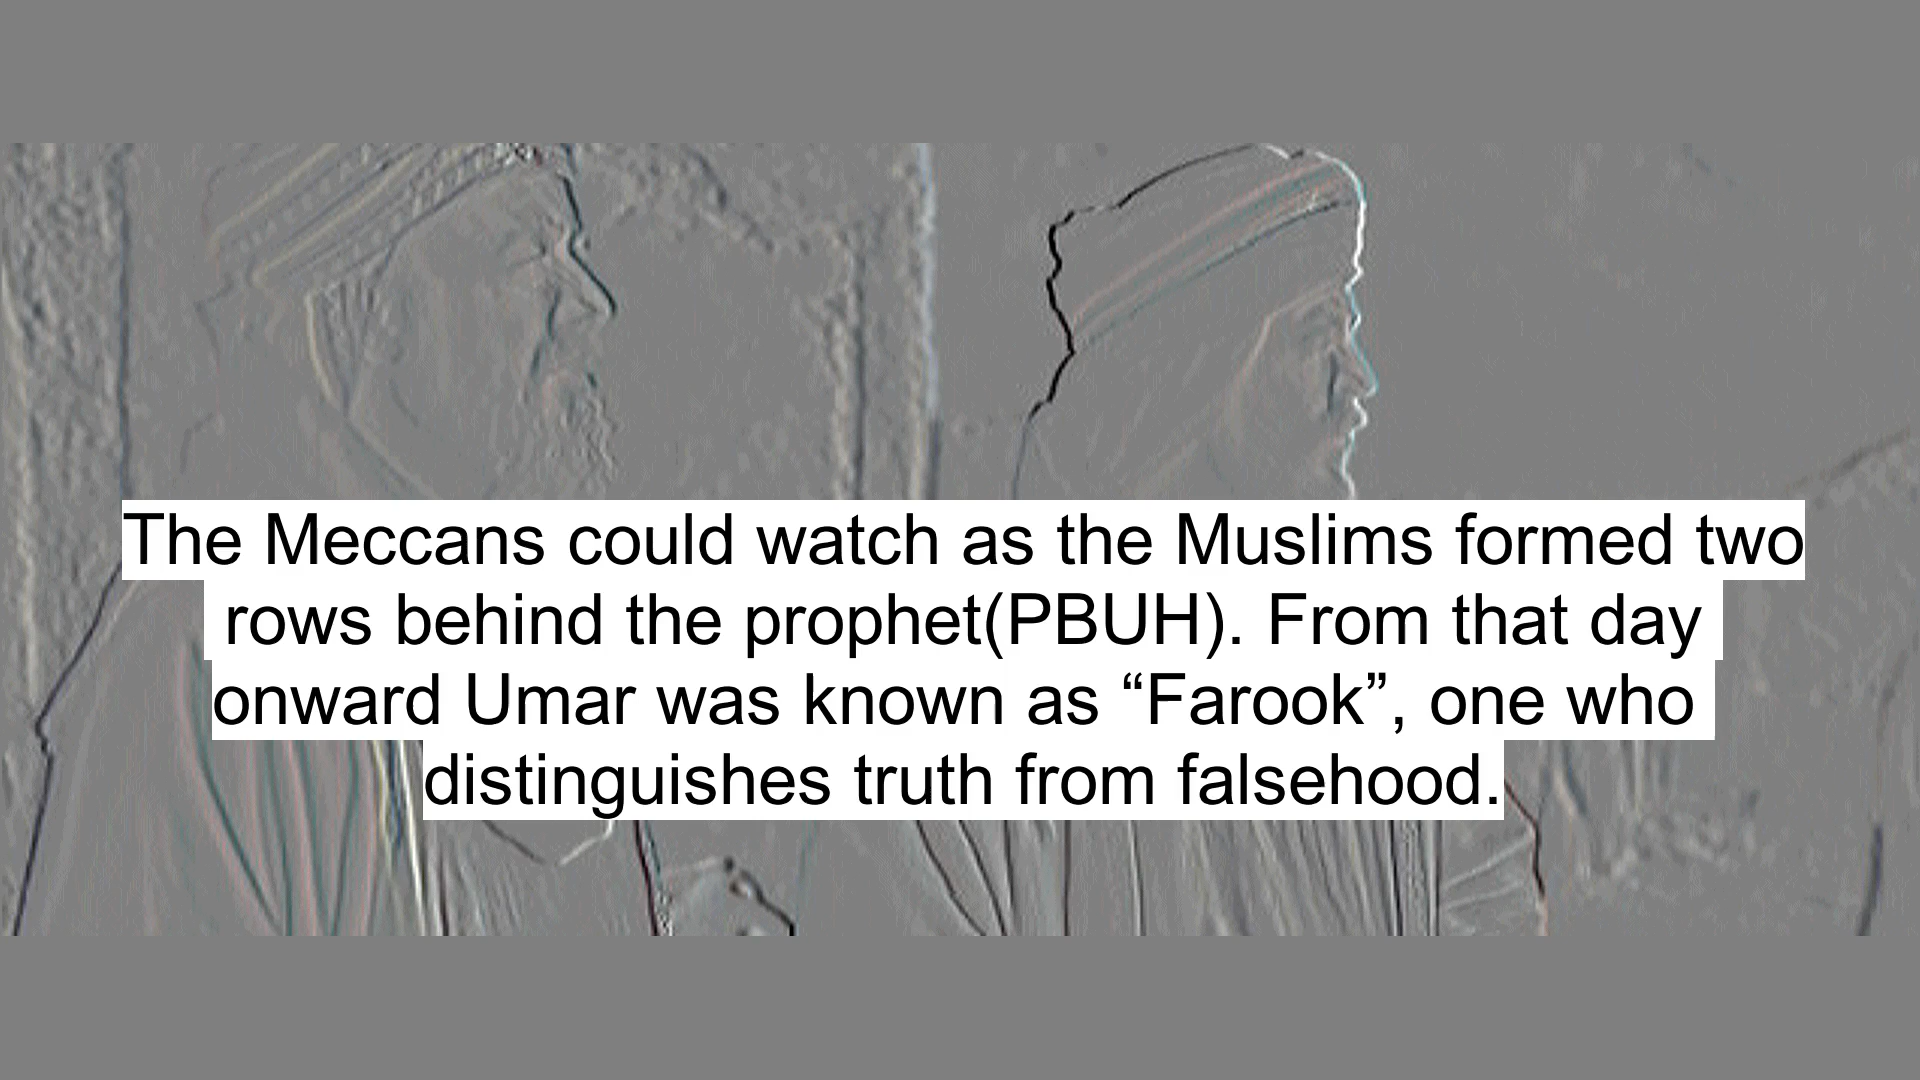 The Meccans could watch as the Muslims formed two
rows behind the prophet(PBUH). From that day
onward Umar was known as “Farook”, one who
distinguishes truth from falsehood.